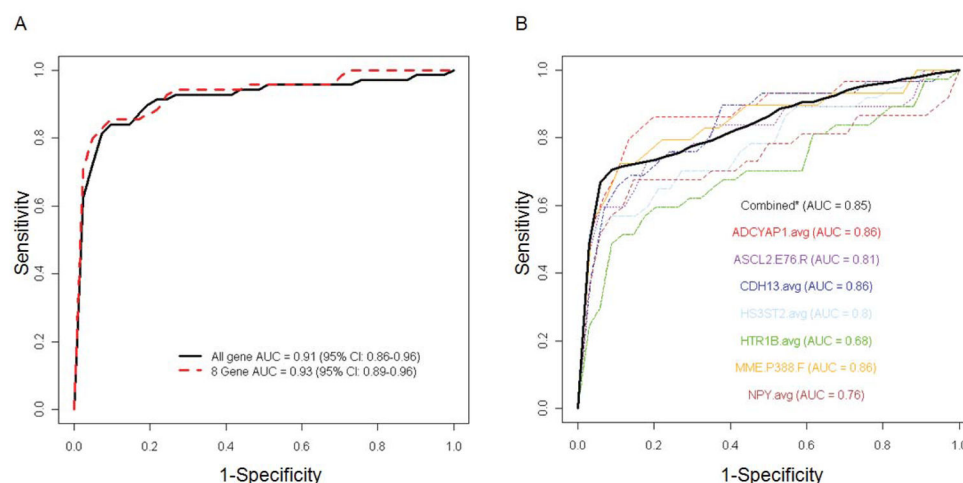 A
1.0
0.8
0.6
0.4
0.2
0.0
Sensitivity
All gene AUC = 0.91 (95% CI: 0.86-0.96)
8 Gene AUC = 0.93 (95% CI: 0.89-0.96)
0.0 0.2 0.4 0.6 0.8 1.0
1-Specificity
B
1.0
0.8
0.6
0.4
0.2
0.0
Sensitivity
Combined* (AUC = 0.85)
ADCYAP1.avg (AUC = 0.86)
ASCL2.E76.R (AUC = 0.81)
CDH13.avg (AUC = 0.86)
HS3ST2.avg (AUC = 0.8)
HTR1B.avg (AUC = 0.68)
MME.P388.F (AUC = 0.86)
NPY.avg (AUC = 0.76)
0.0 0.2 0.4 0.6 0.8 1.0
1-Specificity